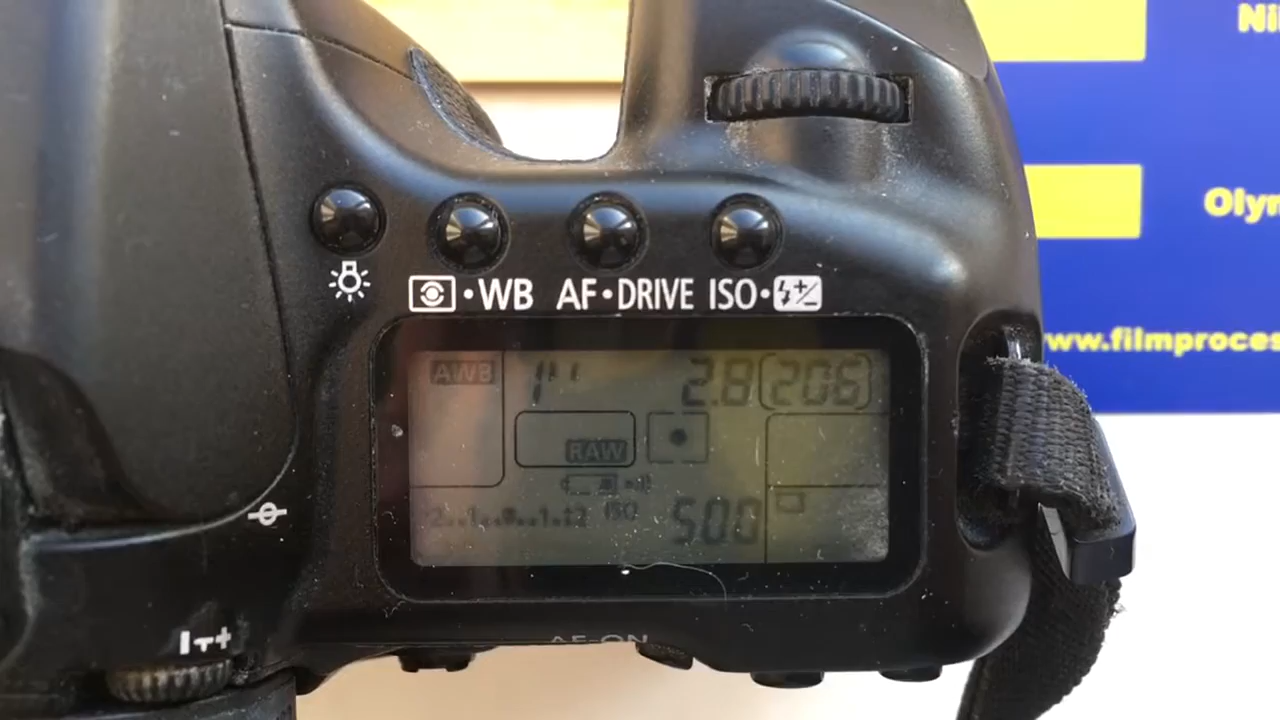 Ni
Olym
•WB AF•DRIVE ISO•
www.filmproces
AWB 1" 2.8 [206]
RAW
2..1..0..1.:2 ISO 500
AF-ON